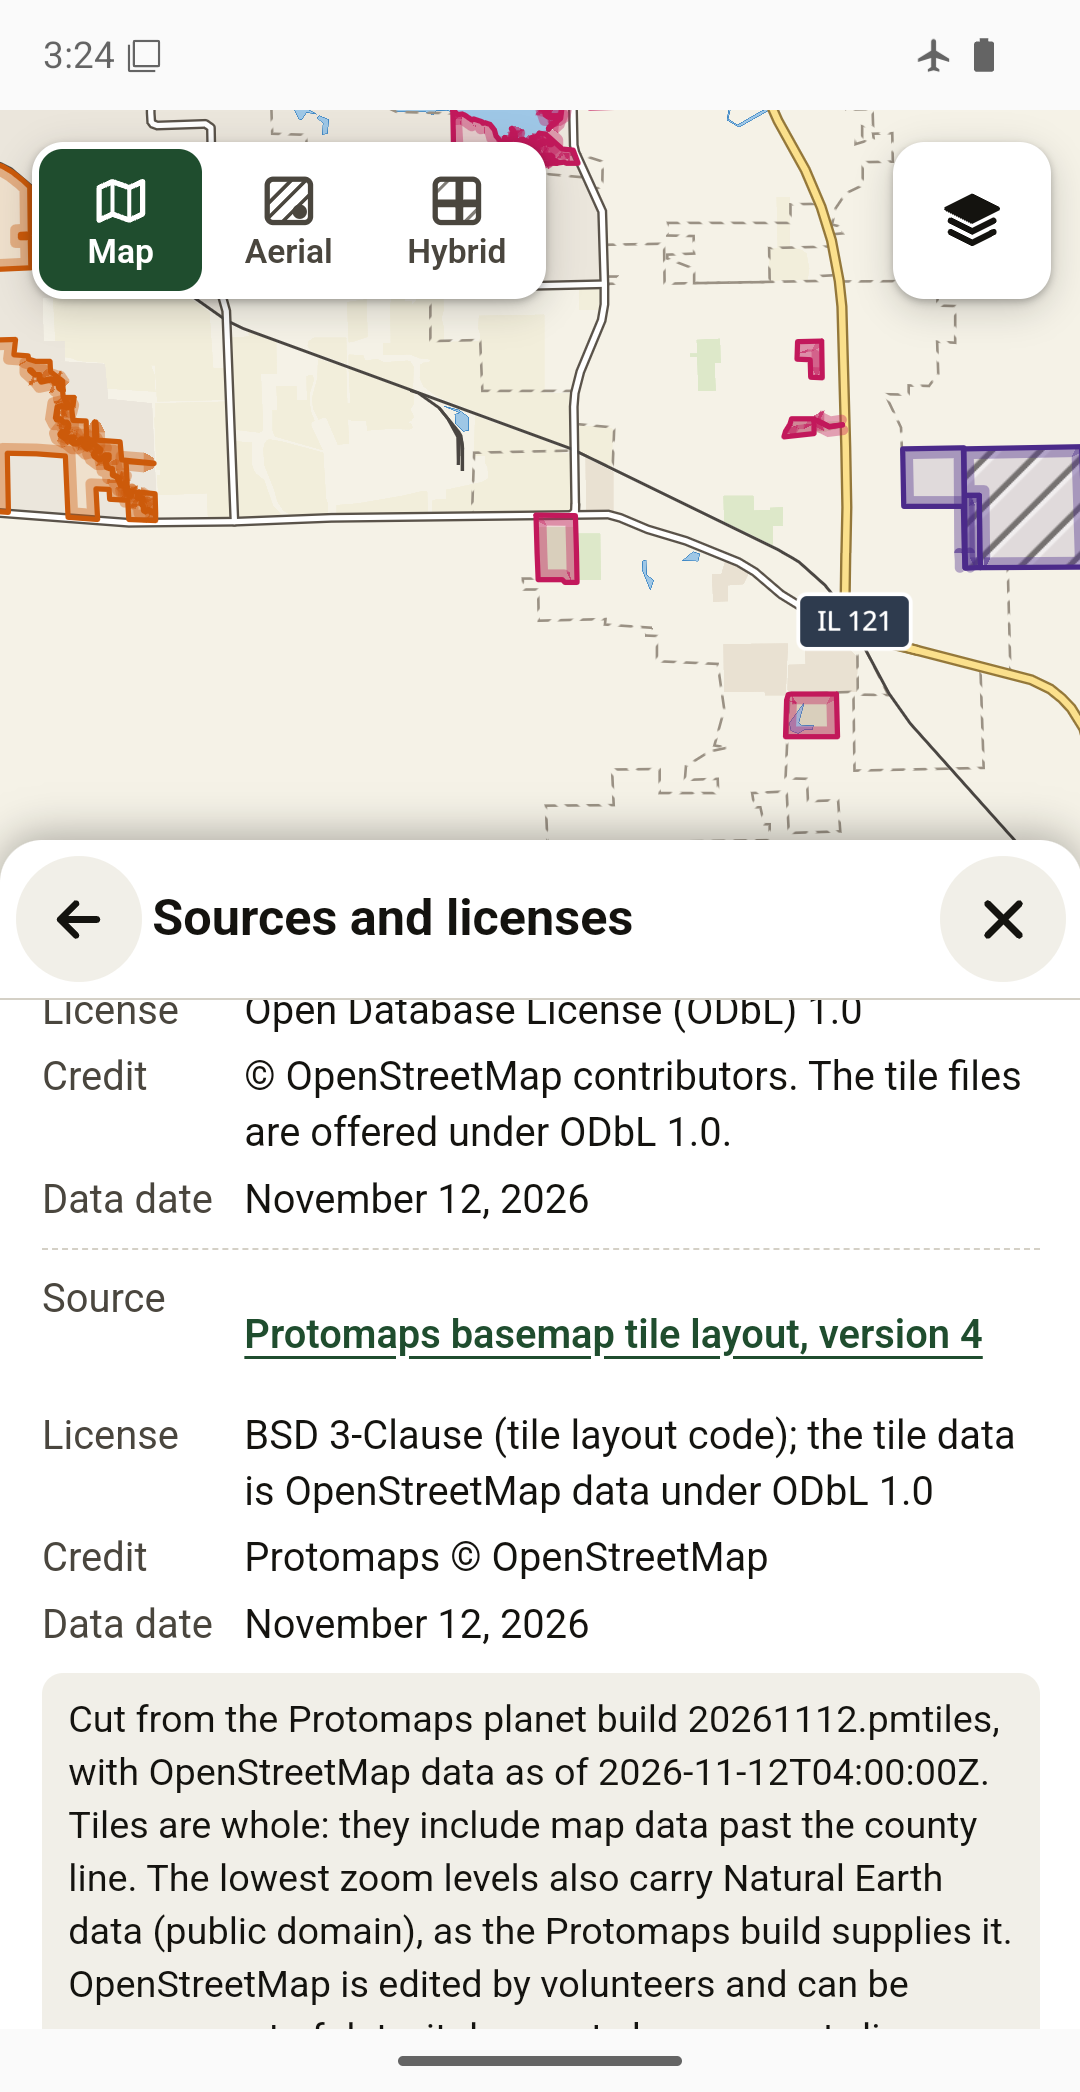 3:24
Map
Aerial
Hybrid
IL 121
Sources and licenses
License Open Database License (ODbL) 1.0
Credit © OpenStreetMap contributors. The tile files
are offered under ODbL 1.0.
Data date November 12, 2026
Source
Protomaps basemap tile layout, version 4
License BSD 3-Clause (tile layout code); the tile data
is OpenStreetMap data under ODbL 1.0
Credit Protomaps © OpenStreetMap
Data date November 12, 2026
Cut from the Protomaps planet build 20261112.pmtiles,
with OpenStreetMap data as of 2026-11-12T04:00:00Z.
Tiles are whole: they include map data past the county
line. The lowest zoom levels also carry Natural Earth
data (public domain), as the Protomaps build supplies it.
OpenStreetMap is edited by volunteers and can be